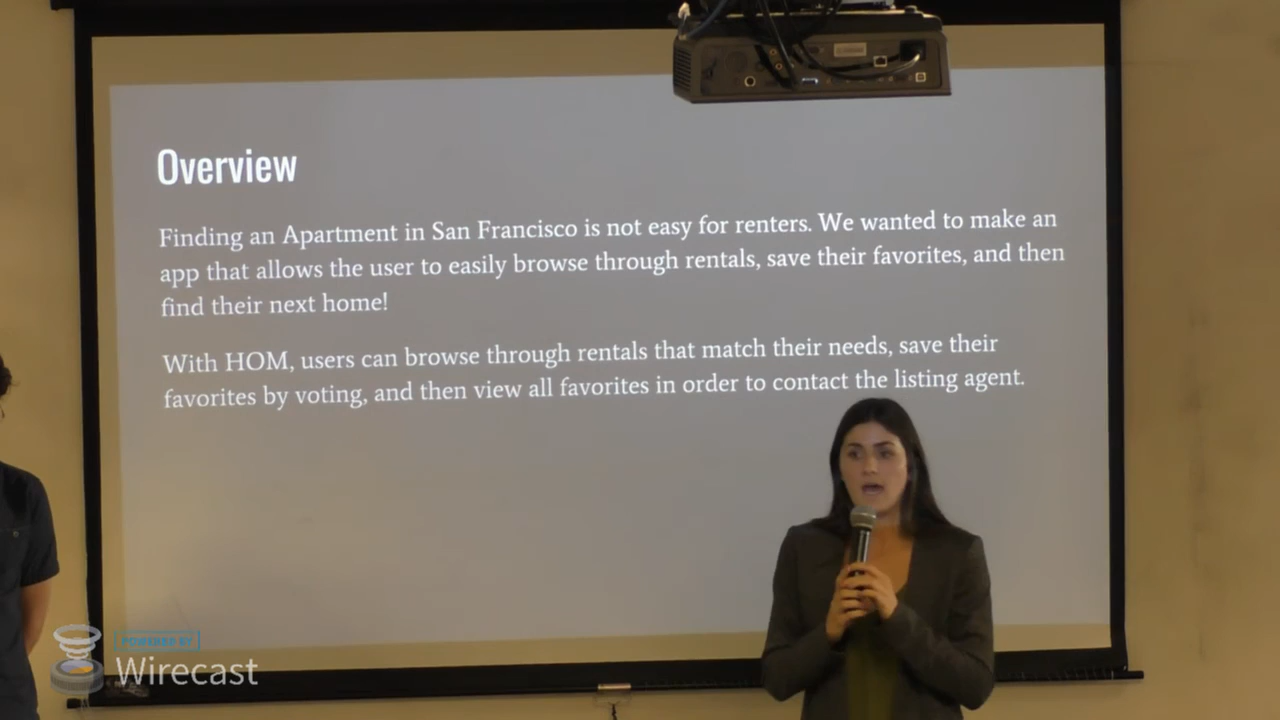 Overview
Finding an Apartment in San Francisco is not easy for renters. We wanted to make an
app that allows the user to easily browse through rentals, save their favorites, and then
find their next home!
With HOM, users can browse through rentals that match their needs, save their
favorites by voting, and then view all favorites in order to contact the listing agent.
POWERED BY
Wirecast